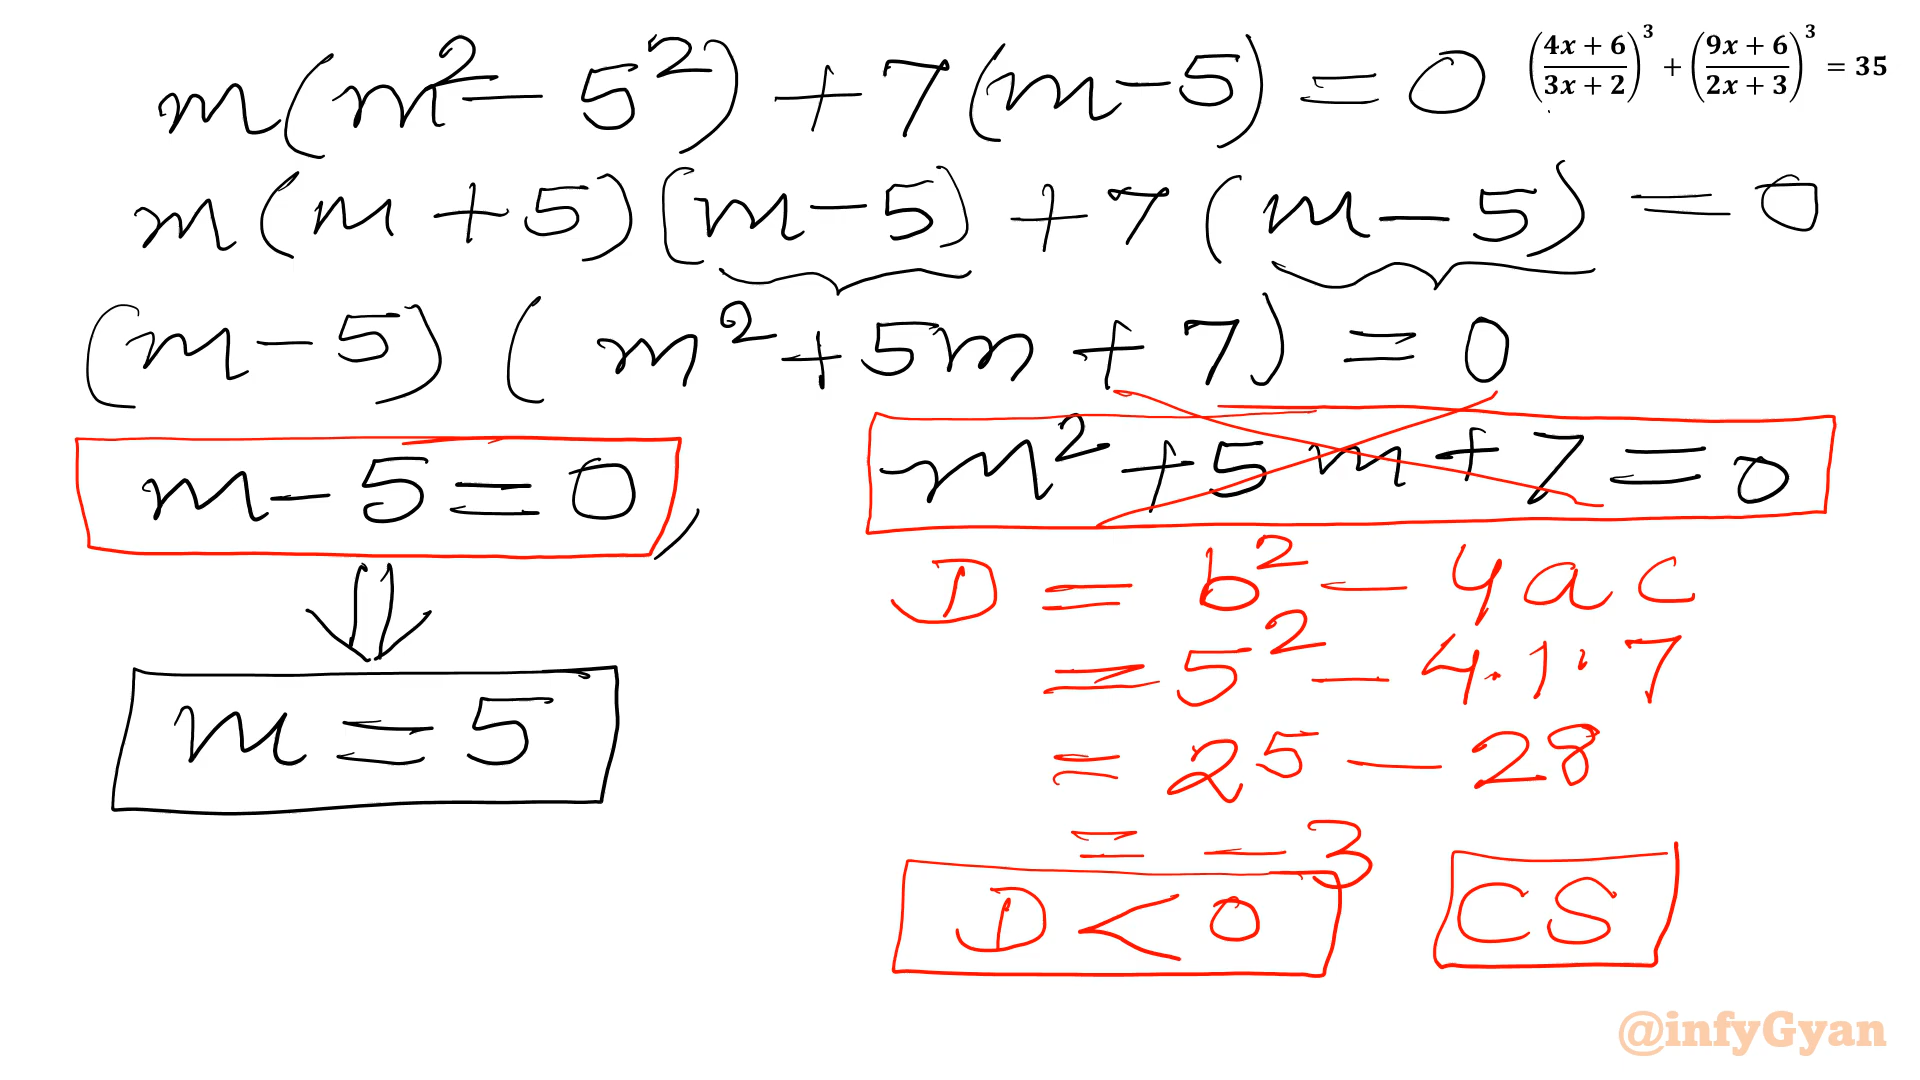 m(m² - 5²) + 7(m - 5) = 0
(4x + 6 / 3x + 2)³ + (9x + 6 / 2x + 3)³ = 35
m(m + 5)(m - 5) + 7(m - 5) = 0
(m - 5)(m² + 5m + 7) = 0
m - 5 = 0,
m² + 5m + 7 = 0
m = 5
D = b² - 4ac
= 5² - 4·1·7
= 25 - 28
= - 3
D < 0
CS
@infyGyan